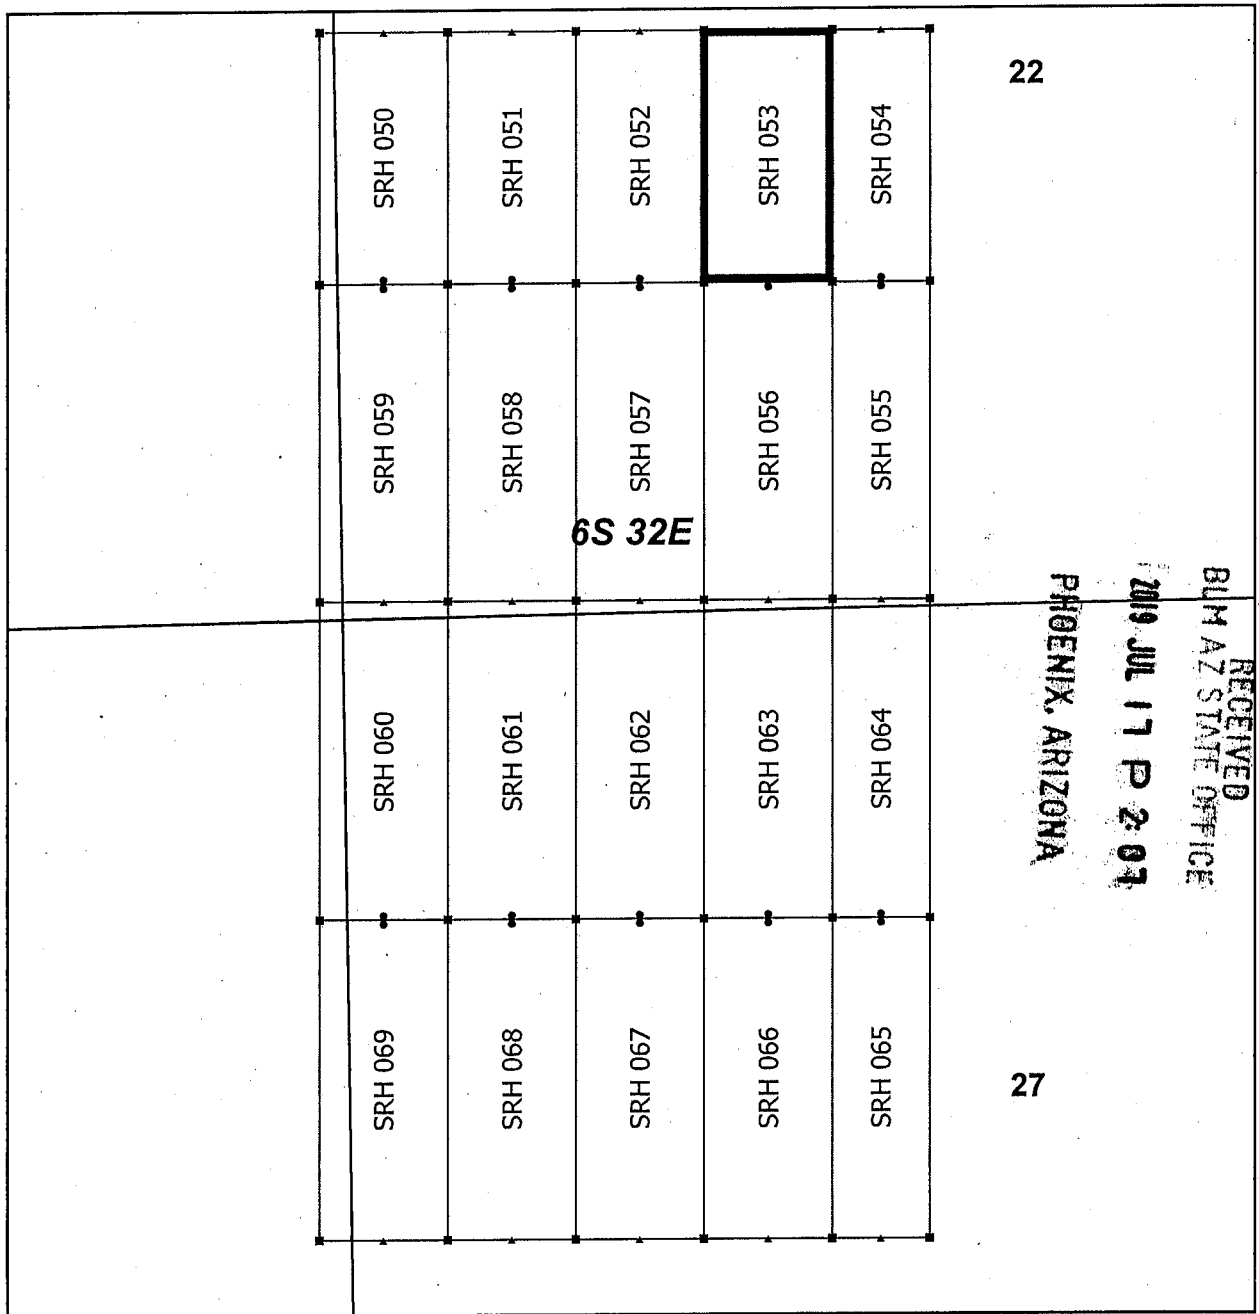 22
SRH 050
SRH 051
SRH 052
SRH 053
SRH 054
SRH 059
SRH 058
SRH 057
SRH 056
SRH 055
6S 32E
RECEIVED
BLM AZ STATE OFFICE
2019 JUL 17 P 2:07
PHOENIX, ARIZONA
SRH 060
SRH 061
SRH 062
SRH 063
SRH 064
SRH 069
SRH 068
SRH 067
SRH 066
SRH 065
27